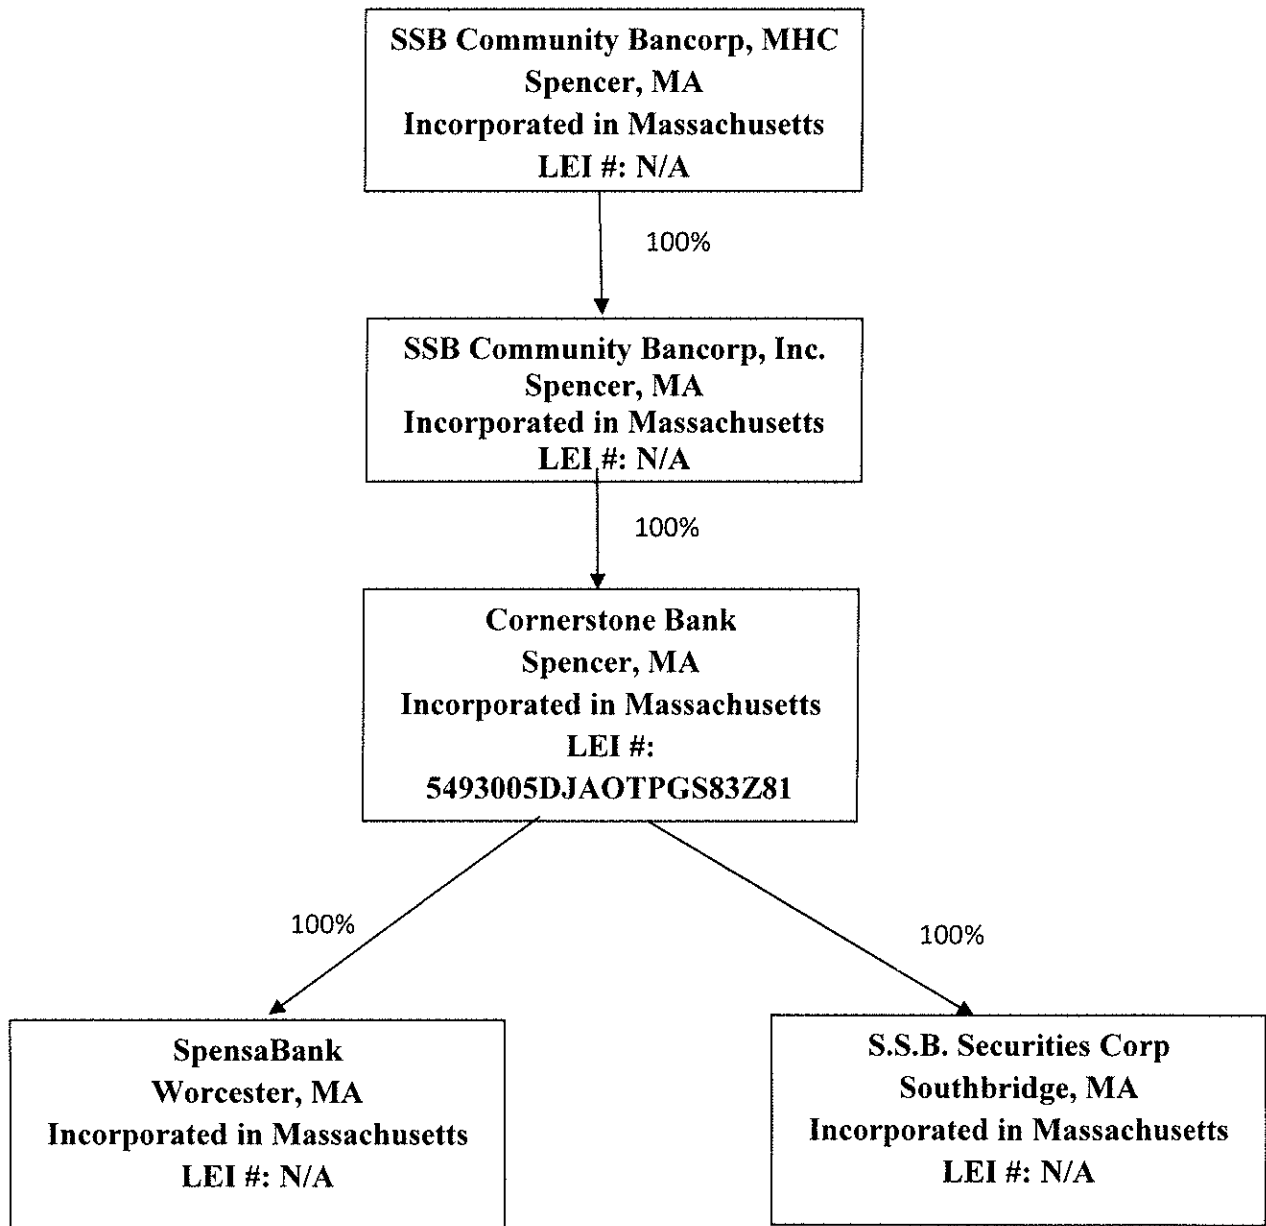 SSB Community Bancorp, MHC
Spencer, MA
Incorporated in Massachusetts
LEI #: N/A
100%
SSB Community Bancorp, Inc.
Spencer, MA
Incorporated in Massachusetts
LEI #: N/A
100%
Cornerstone Bank
Spencer, MA
Incorporated in Massachusetts
LEI #:
5493005DJAOTPGS83Z81
100%
100%
SpensaBank
Worcester, MA
Incorporated in Massachusetts
LEI #: N/A
S.S.B. Securities Corp
Southbridge, MA
Incorporated in Massachusetts
LEI #: N/A